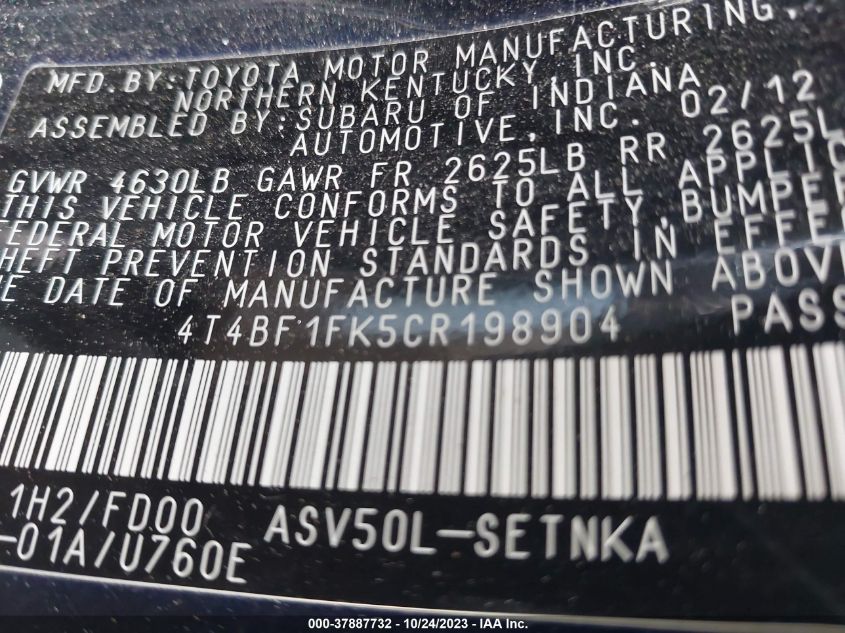 MFD. BY: TOYOTA MOTOR MANUFACTURING,
NORTHERN KENTUCKY, INC.
ASSEMBLED BY: SUBARU OF INDIANA
AUTOMOTIVE, INC. 02/12
GVWR 4630LB GAWR FR 2625LB RR 2625L
THIS VEHICLE CONFORMS TO ALL APPLIC
FEDERAL MOTOR VEHICLE SAFETY, BUMPER
HEFT PREVENTION STANDARDS IN EFFE
E DATE OF MANUFACTURE SHOWN ABOV
4T4BF1FK5CR198904 PASS
1H2/FD00 ASV50L-SETNKA
-01A/U760E
000-37887732 - 10/24/2023 - IAAI.com